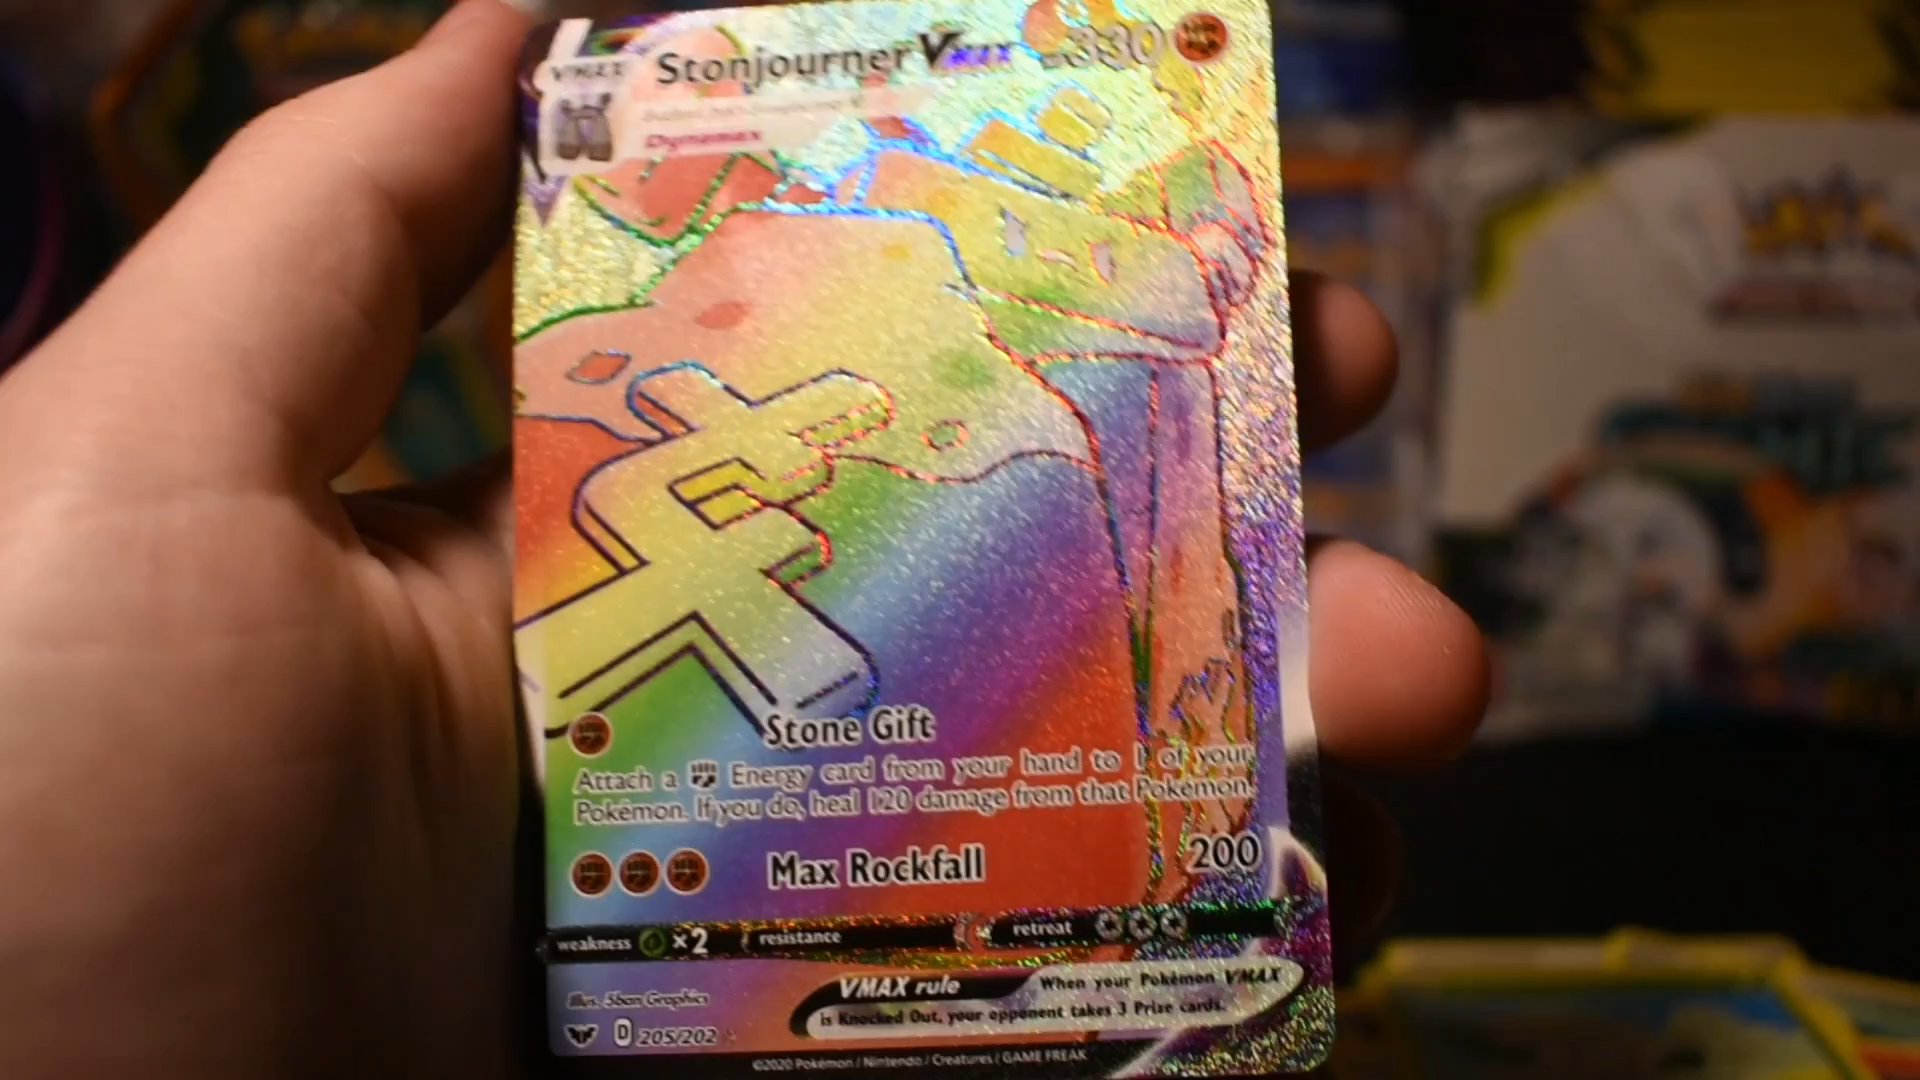 VMAX
Stonjourner VMAX 330
Dynamax
Stone Gift
Attach a Energy card from your hand to 1 of your
Pokémon. If you do, heal 120 damage from that Pokémon.
Max Rockfall 200
weakness ×2 resistance retreat
VMAX rule When your Pokémon VMAX
is Knocked Out, your opponent takes 3 Prize cards.
Illus. 5ban Graphics
D 205/202
©2020 Pokémon / Nintendo / Creatures / GAME FREAK